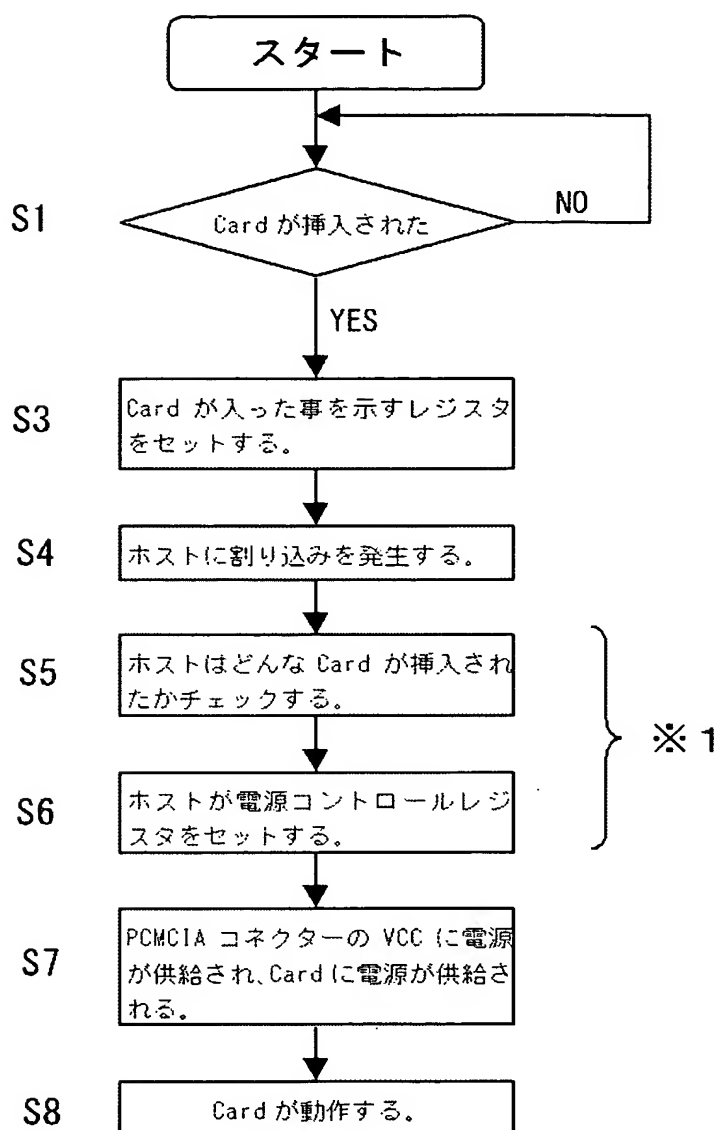 スタート
S1
Card が挿入された
NO
YES
S3
Card が入った事を示すレジスタ
をセットする。
S4
ホストに割り込みを発生する。
S5
ホストはどんな Card が挿入され
たかチェックする。
※1
S6
ホストが電源コントロールレジ
スタをセットする。
S7
PCMCIA コネクターの VCC に電源
が供給され、Card に電源が供給さ
れる。
S8
Card が動作する。